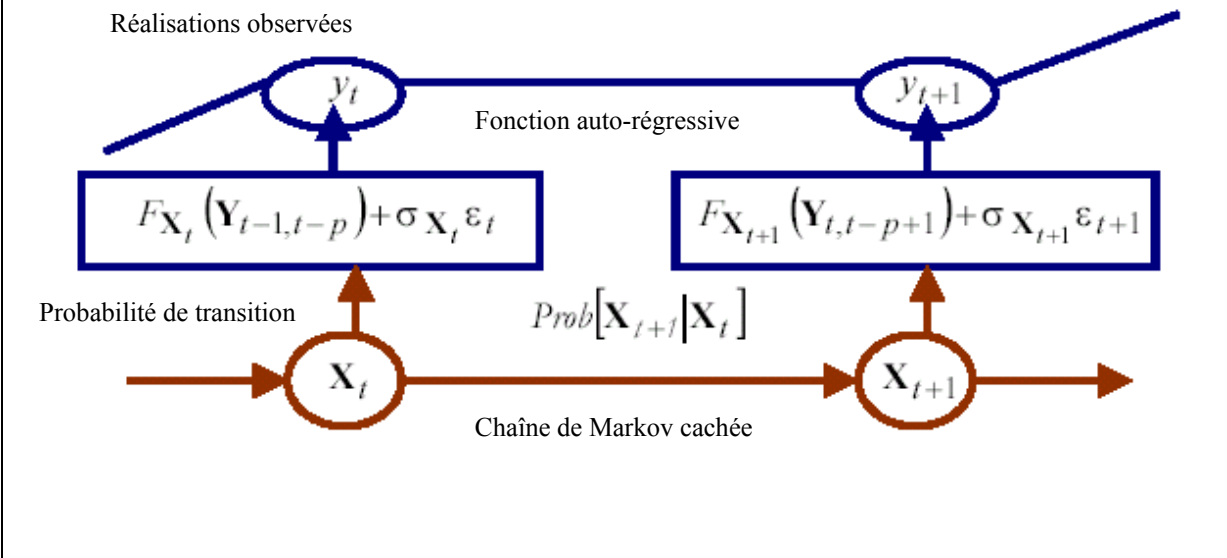 Réalisations observées
y_t
y_{t+1}
Fonction auto-régressive
F_{X_t}(Y_{t−1,t−p})+σ_{X_t}ε_t
F_{X_{t+1}}(Y_{t,t−p+1})+σ_{X_{t+1}}ε_{t+1}
Probabilité de transition
Prob[X_{t+1}|X_t]
X_t
X_{t+1}
Chaîne de Markov cachée